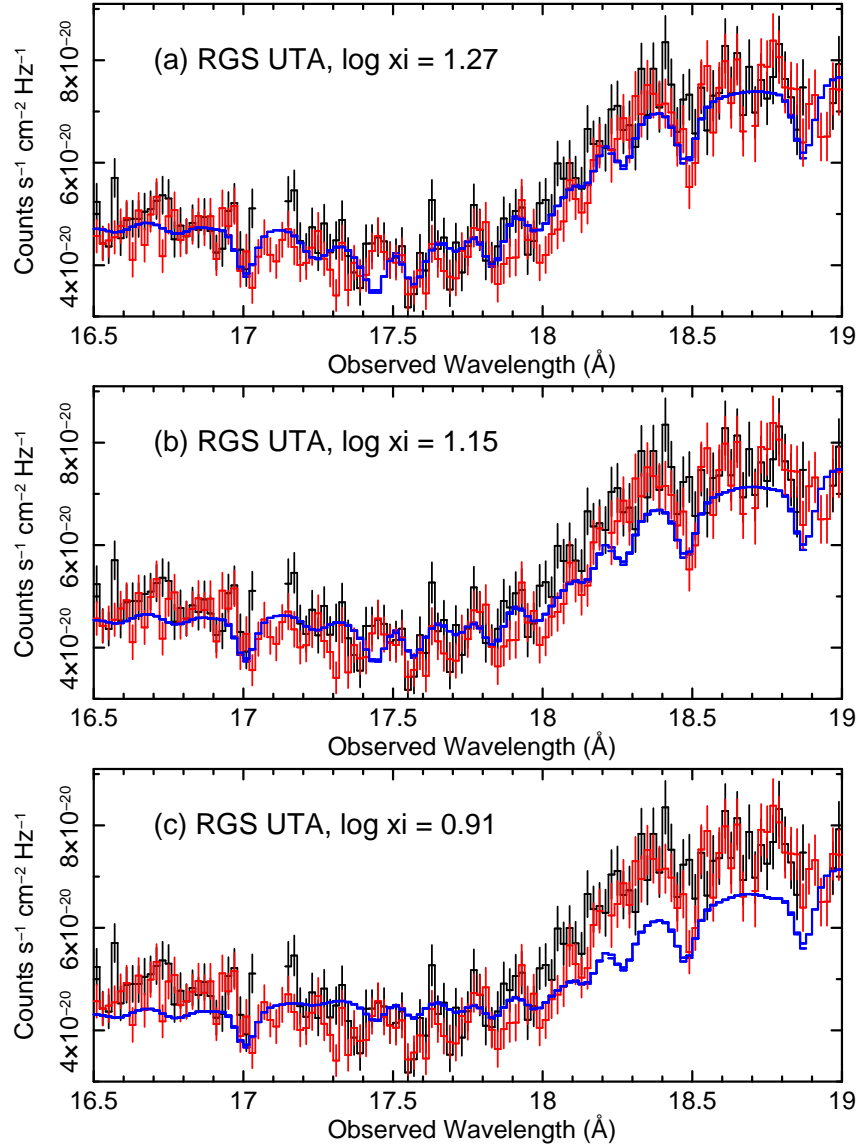 (a) RGS UTA, log xi = 1.27
8×10⁻²⁰
6×10⁻²⁰
4×10⁻²⁰
Counts s⁻¹ cm⁻² Hz⁻¹
16.5 17 17.5 18 18.5 19
Observed Wavelength (Å)
(b) RGS UTA, log xi = 1.15
8×10⁻²⁰
6×10⁻²⁰
4×10⁻²⁰
Counts s⁻¹ cm⁻² Hz⁻¹
16.5 17 17.5 18 18.5 19
Observed Wavelength (Å)
(c) RGS UTA, log xi = 0.91
8×10⁻²⁰
6×10⁻²⁰
4×10⁻²⁰
Counts s⁻¹ cm⁻² Hz⁻¹
16.5 17 17.5 18 18.5 19
Observed Wavelength (Å)